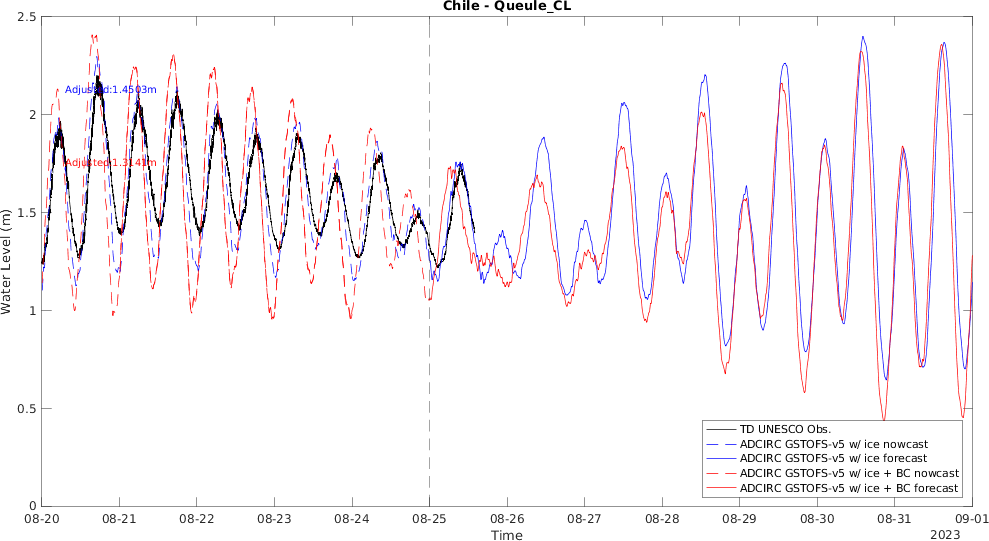 Chile - Queule_CL
2.5
2
1.5
1
0.5
0
Water Level (m)
Adjusted:1.4503m
Adjusted:1.3141m
TD UNESCO Obs.
ADCIRC GSTOFS-v5 w/ ice nowcast
ADCIRC GSTOFS-v5 w/ ice forecast
ADCIRC GSTOFS-v5 w/ ice + BC nowcast
ADCIRC GSTOFS-v5 w/ ice + BC forecast
08-20 08-21 08-22 08-23 08-24 08-25 08-26 08-27 08-28 08-29 08-30 08-31 09-01
Time
2023